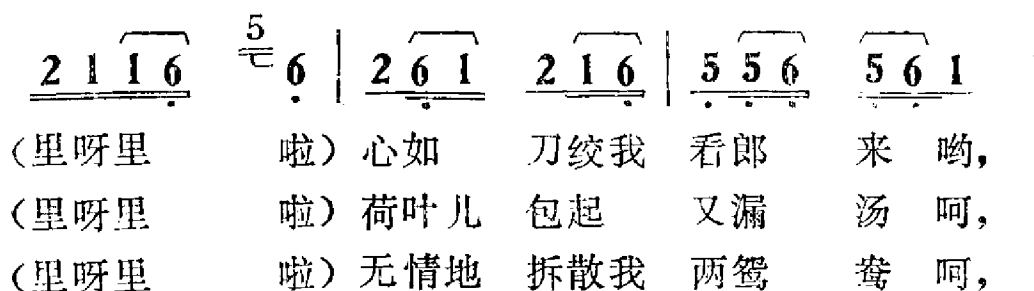 5
2 1 1 6 6 | 2 6 1 2 1 6 | 5 5 6 5 6 1
（里呀里 啦）心如 刀绞我 看郎 来 哟，
（里呀里 啦）荷叶儿 包起 又漏 汤 呵，
（里呀里 啦）无情地 拆散我 两鸳 鸯 呵，